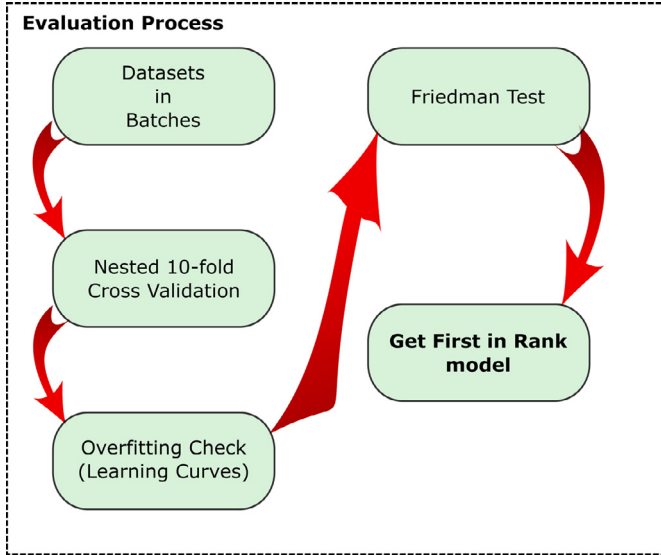 Evaluation Process
Datasets
in
Batches
Nested 10-fold
Cross Validation
Overfitting Check
(Learning Curves)
Friedman Test
Get First in Rank
model